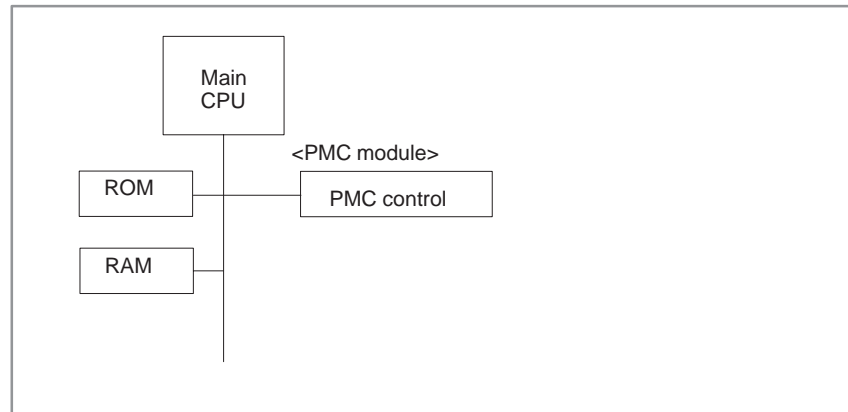 Main
CPU
<PMC module>
ROM
PMC control
RAM